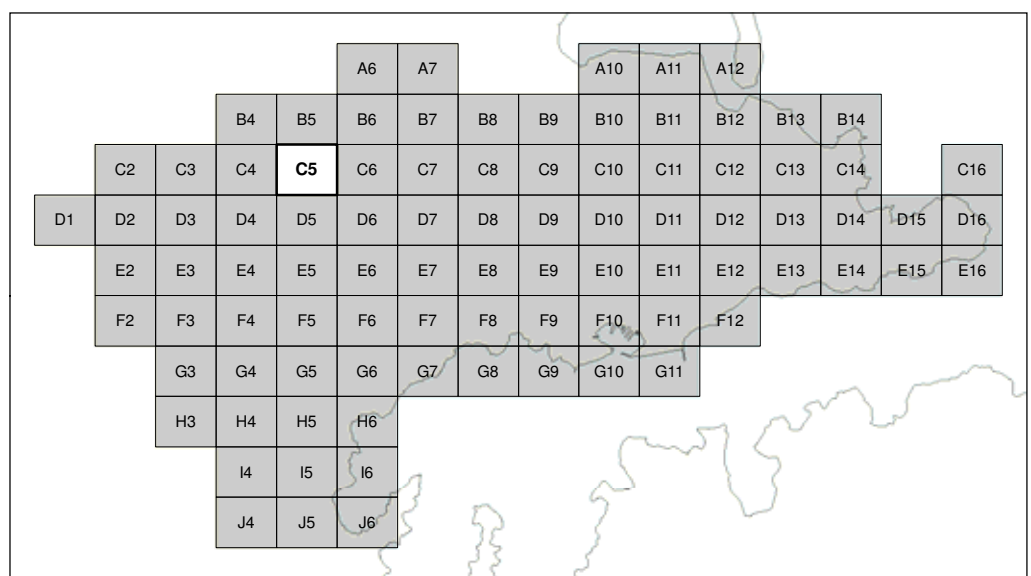 A6 A7 A10 A11 A12
B4 B5 B6 B7 B8 B9 B10 B11 B12 B13 B14
C2 C3 C4 C5 C6 C7 C8 C9 C10 C11 C12 C13 C14 C16
D1 D2 D3 D4 D5 D6 D7 D8 D9 D10 D11 D12 D13 D14 D15 D16
E2 E3 E4 E5 E6 E7 E8 E9 E10 E11 E12 E13 E14 E15 E16
F2 F3 F4 F5 F6 F7 F8 F9 F10 F11 F12
G3 G4 G5 G6 G7 G8 G9 G10 G11
H3 H4 H5 H6
I4 I5 I6
J4 J5 J6